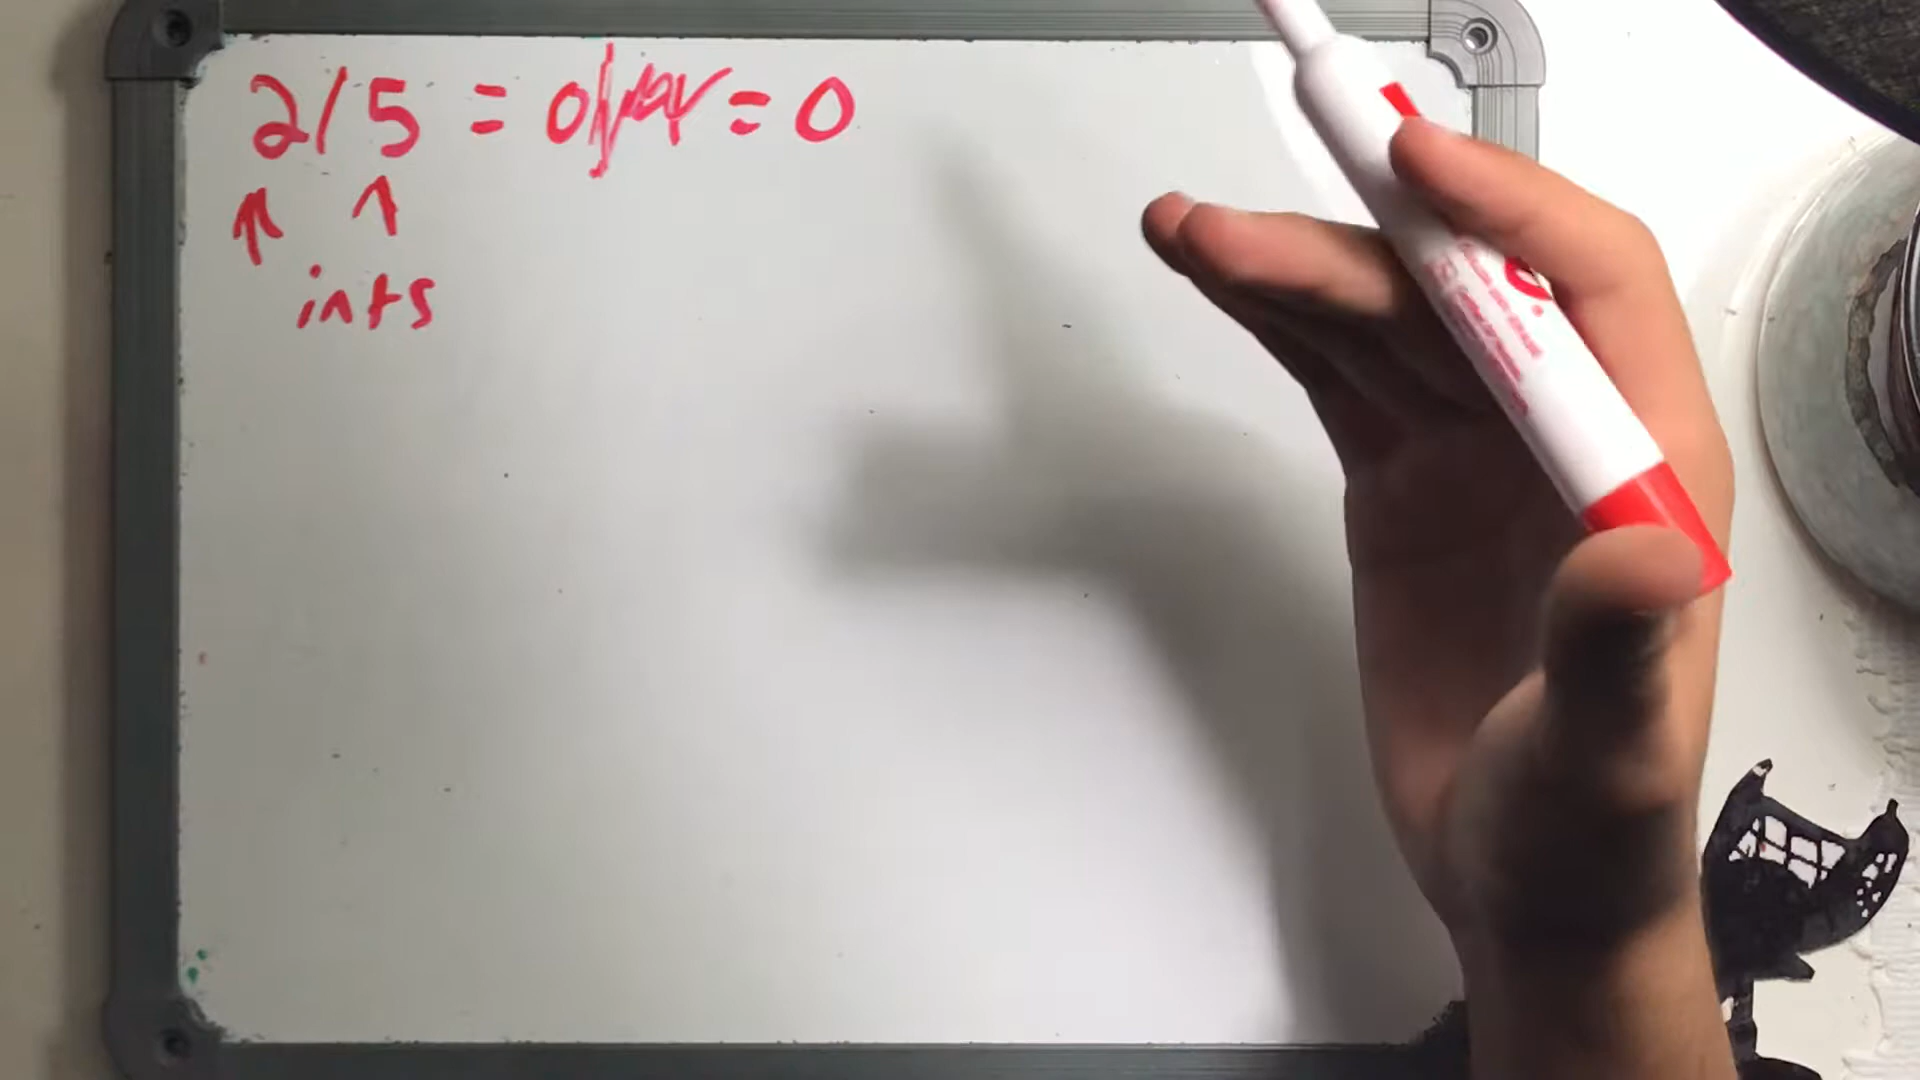 2/5 = 0 = 0
ints